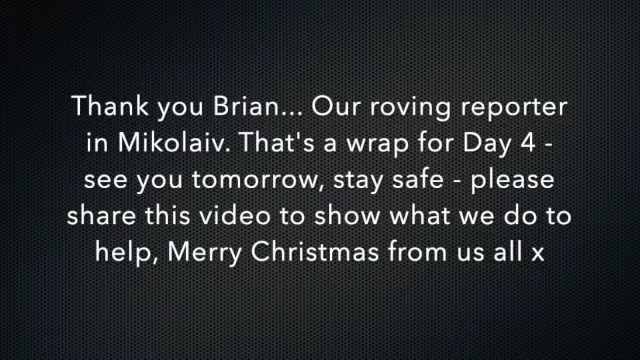 Thank you Brian... Our roving reporter
in Mikolaiv. That's a wrap for Day 4 -
see you tomorrow, stay safe - please
share this video to show what we do to
help, Merry Christmas from us all x